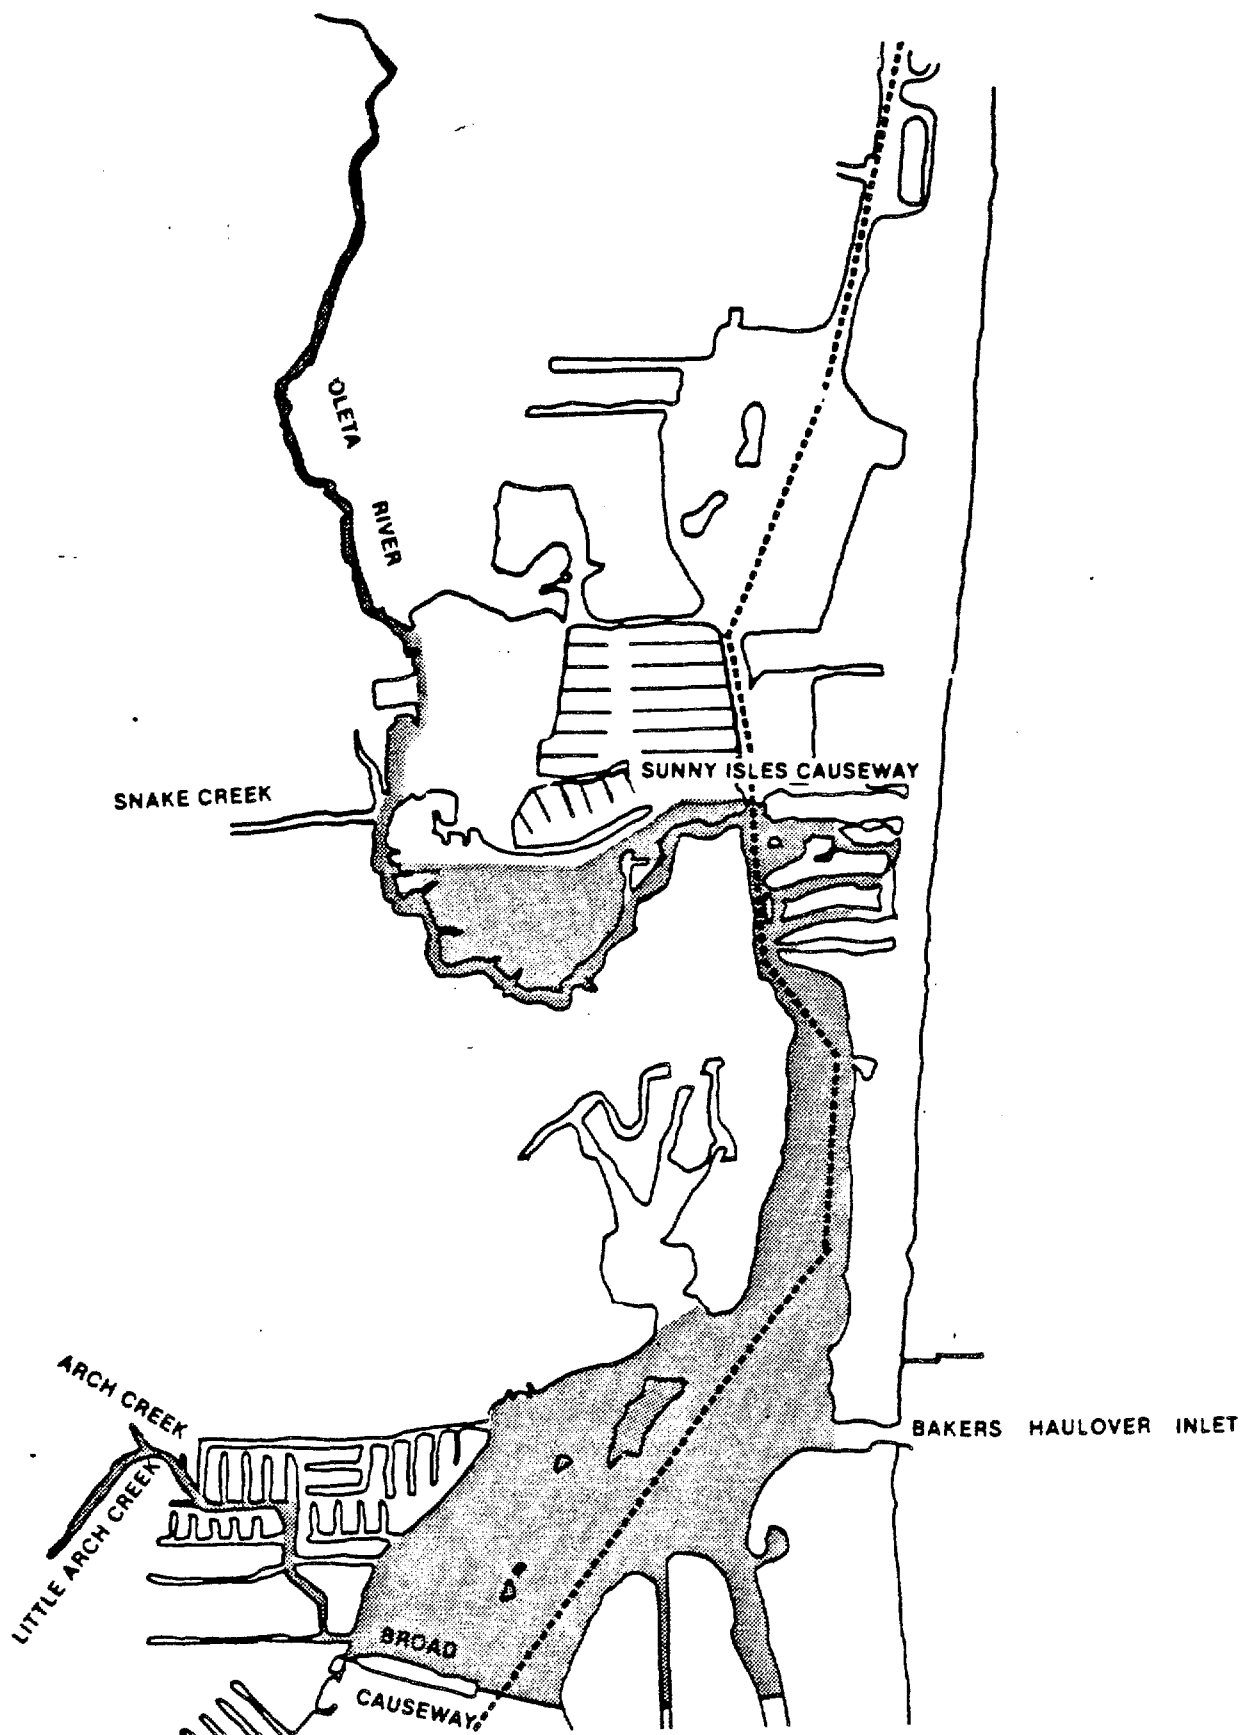 OLETA
RIVER
SUNNY ISLES CAUSEWAY
SNAKE CREEK
ARCH CREEK
BAKERS HAULOVER INLET
LITTLE ARCH CREEK
BROAD
CAUSEWAY